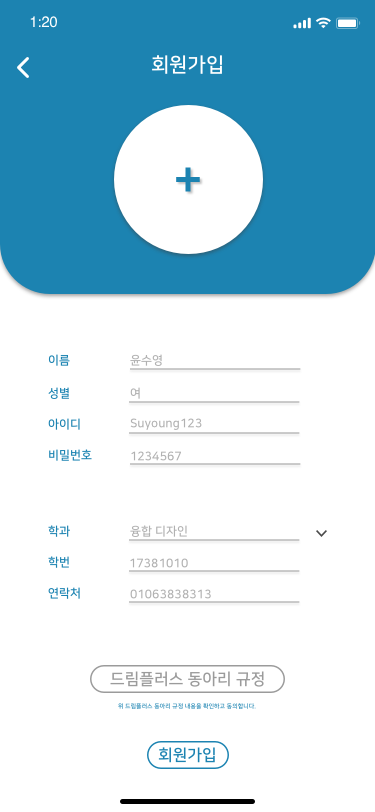 1:20
회원가입
이름 윤수영
성별 여
아이디 Suyoung123
비밀번호 1234567
학과 융합 디자인
학번 17381010
연락처 01063838313
드림플러스 동아리 규정
위 드림플러스 동아리 규정 내용을 확인하고 동의합니다.
회원가입